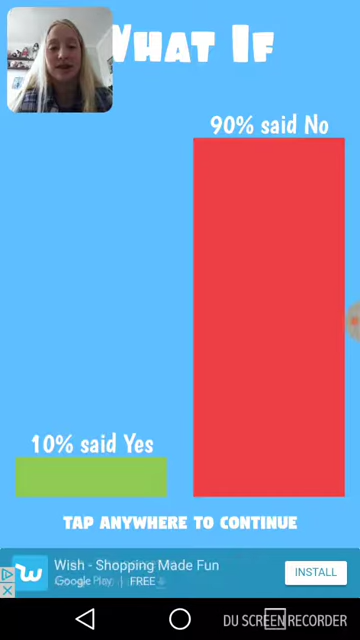 What If
90% said No
10% said Yes
TAP ANYWHERE TO CONTINUE
Wish - Shopping Made Fun
Google Play | FREE
INSTALL
DU SCREEN RECORDER